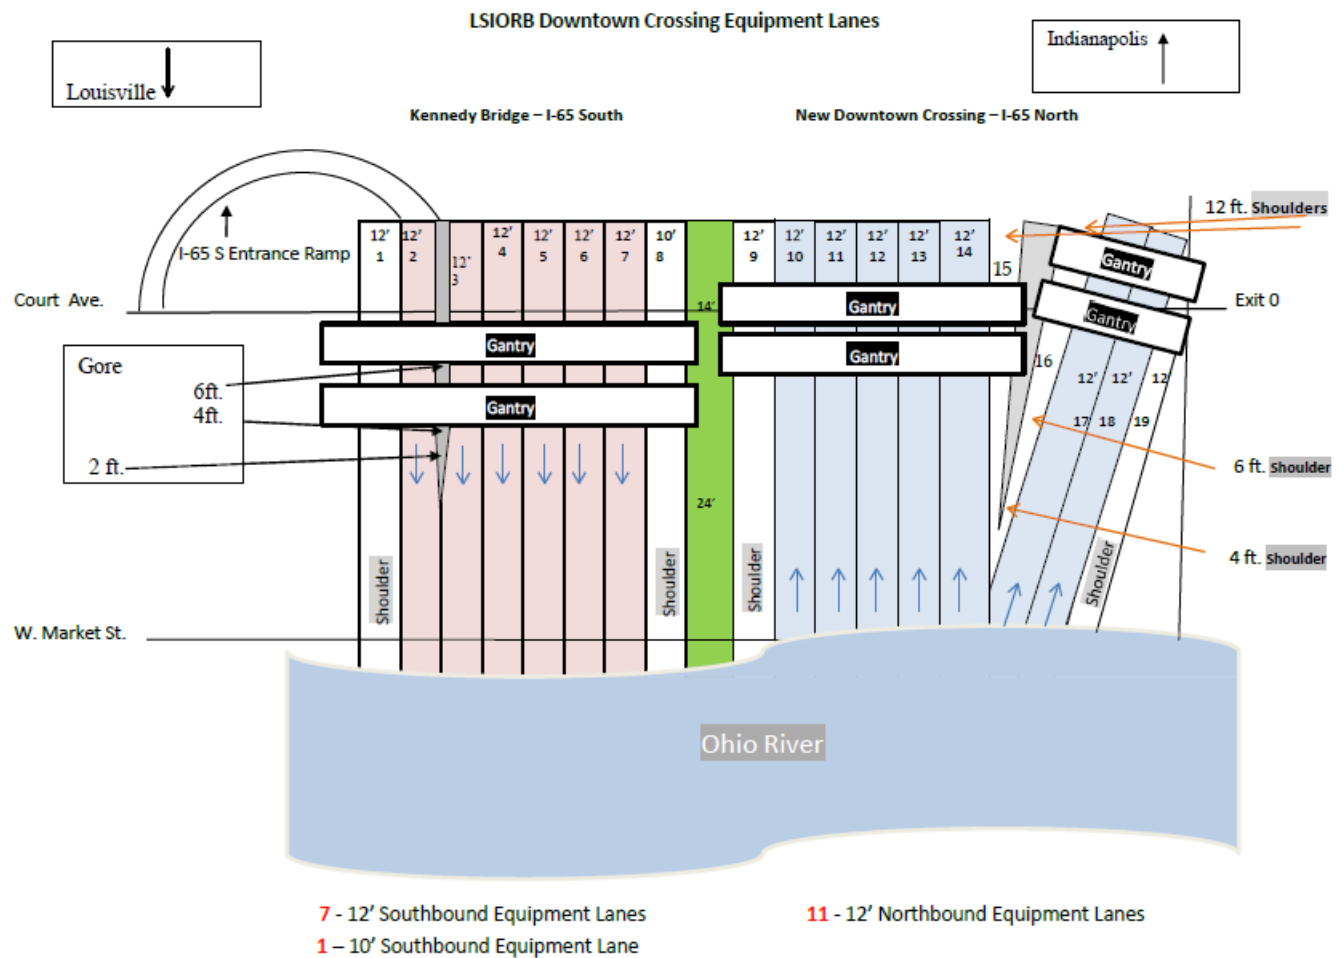 LSIORB Downtown Crossing Equipment Lanes
Louisville
Indianapolis
Kennedy Bridge – I-65 South
New Downtown Crossing – I-65 North
12 ft. Shoulders
I-65 S Entrance Ramp
12' 12' 12' 12' 12' 12' 12' 10' 12' 12' 12' 12' 12' 12'
1 2 3 4 5 6 7 8 9 10 11 12 13 14
15
Gantry
Court Ave.
14'
Gantry
Exit 0
Gantry
Gantry
Gantry
Gore
6ft.
4ft.
2 ft.
Gantry
16
12' 12' 12
17 18 19
6 ft. Shoulder
24'
4 ft. Shoulder
Shoulder
Shoulder
Shoulder
Shoulder
W. Market St.
Ohio River
7 - 12' Southbound Equipment Lanes
1 – 10' Southbound Equipment Lane
11 - 12' Northbound Equipment Lanes